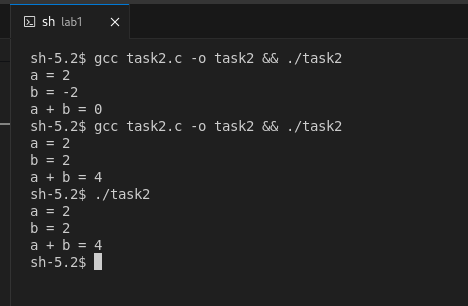 sh lab1
sh-5.2$ gcc task2.c -o task2 && ./task2
a = 2
b = -2
a + b = 0
sh-5.2$ gcc task2.c -o task2 && ./task2
a = 2
b = 2
a + b = 4
sh-5.2$ ./task2
a = 2
b = 2
a + b = 4
sh-5.2$